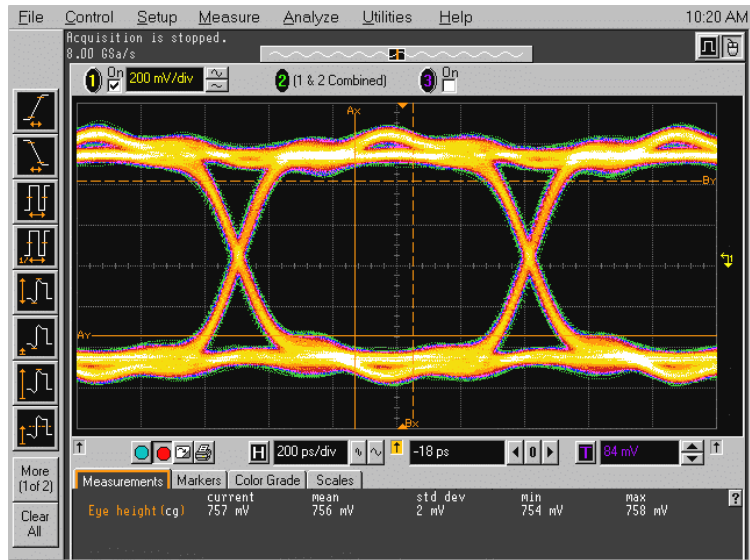 File Control Setup Measure Analyze Utilities Help 10:20 AM
Acquisition is stopped.
8.00 GSa/s
1 On 200 mV/div 2 (1 & 2 Combined) 3 On
Ax
By
Ay
Bx
H 200 ps/div -18 ps 0 T 84 mV
More
(1of 2)
Clear
All
Measurements Markers Color Grade Scales
current mean std dev min max ?
Eye height(cg) 757 mV 756 mV 2 mV 754 mV 758 mV